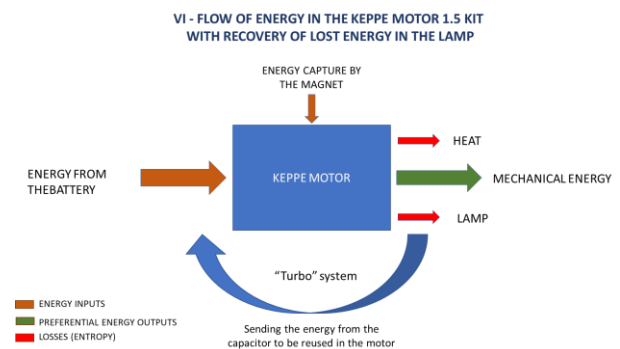 VI - FLOW OF ENERGY IN THE KEPPE MOTOR 1.5 KIT
WITH RECOVERY OF LOST ENERGY IN THE LAMP
ENERGY CAPTURE BY
THE MAGNET
HEAT
ENERGY FROM
THEBATTERY
KEPPE MOTOR
MECHANICAL ENERGY
LAMP
“Turbo” system
ENERGY INPUTS
PREFERENTIAL ENERGY OUTPUTS
LOSSES (ENTROPY)
Sending the energy from the
capacitor to be reused in the motor